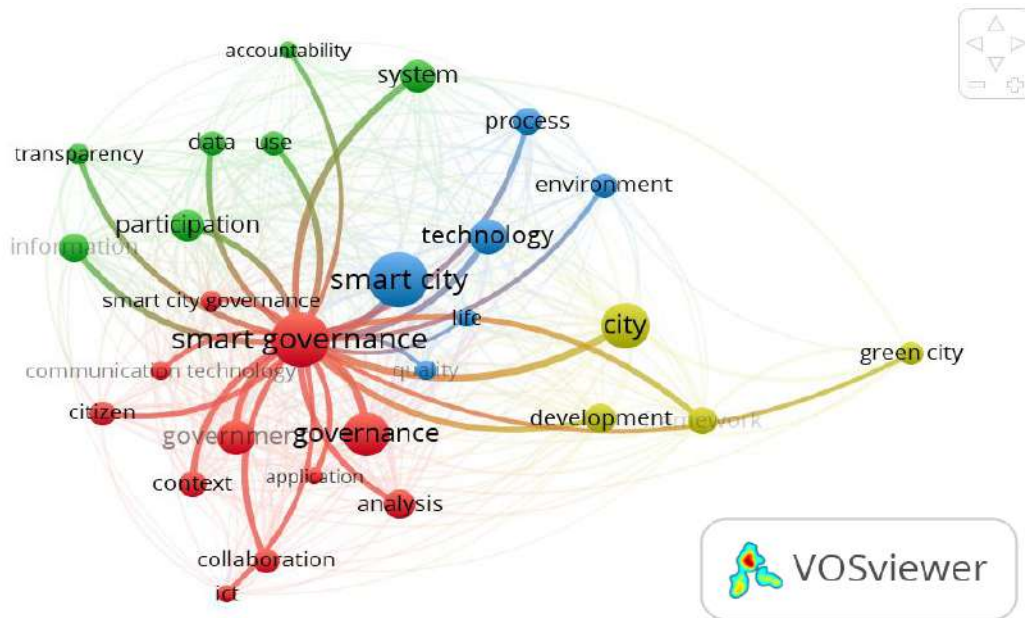 accountability
system
process
data
use
transparency
environment
participation
technology
information
smart city
smart city governance
life
city
smart governance
green city
communication technology
quality
citizen
development
government
governance
context
application
analysis
collaboration
ict
VOSviewer